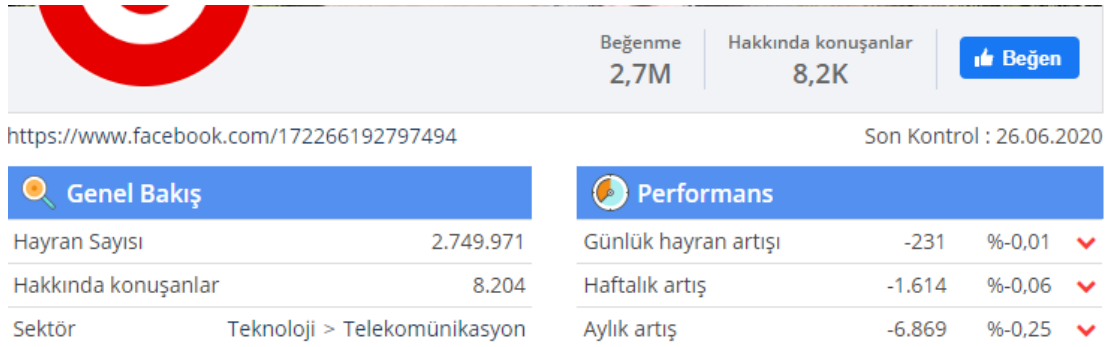 Beğenme
2,7M
Hakkında konuşanlar
8,2K
Beğen
https://www.facebook.com/172266192797494
Son Kontrol : 26.06.2020
Genel Bakış
Hayran Sayısı 2.749.971
Hakkında konuşanlar 8.204
Sektör Teknoloji > Telekomünikasyon
Performans
Günlük hayran artışı -231 %-0,01
Haftalık artış -1.614 %-0,06
Aylık artış -6.869 %-0,25